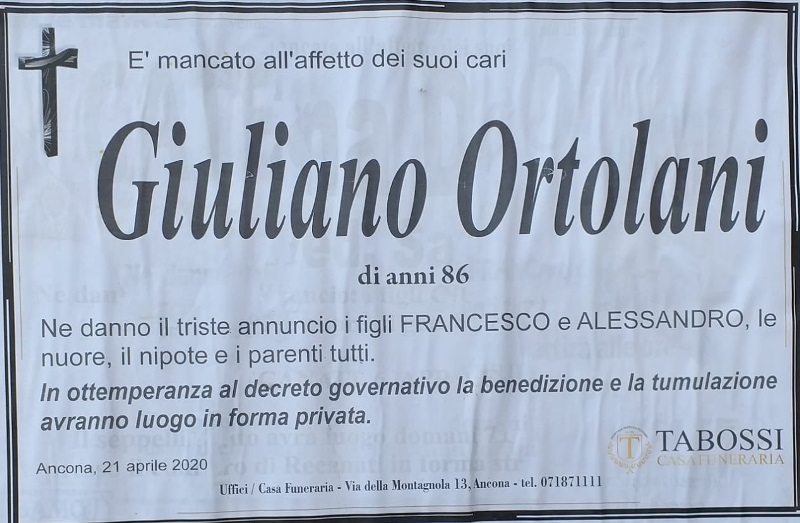 E' mancato all'affetto dei suoi cari
Giuliano Ortolani
di anni 86
Ne danno il triste annuncio i figli FRANCESCO e ALESSANDRO, le
nuore, il nipote e i parenti tutti.
In ottemperanza al decreto governativo la benedizione e la tumulazione
avranno luogo in forma privata.
T TABOSSI
CASA FUNERARIA
Ancona, 21 aprile 2020
Uffici / Casa Funeraria - Via della Montagnola 13, Ancona - tel. 071871111